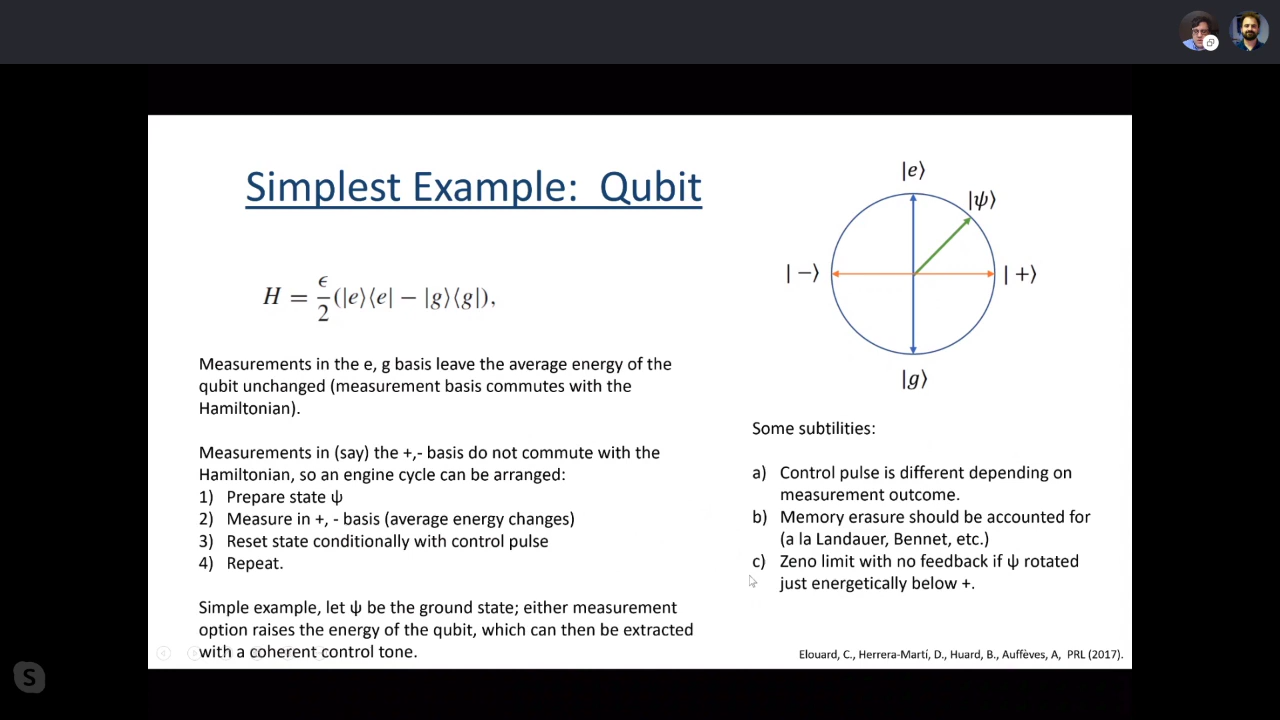 Simplest Example: Qubit
H = ϵ/2 (|e⟩⟨e| − |g⟩⟨g|),
Measurements in the e, g basis leave the average energy of the
qubit unchanged (measurement basis commutes with the
Hamiltonian).
Measurements in (say) the +,- basis do not commute with the
Hamiltonian, so an engine cycle can be arranged:
1) Prepare state ψ
2) Measure in +, - basis (average energy changes)
3) Reset state conditionally with control pulse
4) Repeat.
Simple example, let ψ be the ground state; either measurement
option raises the energy of the qubit, which can then be extracted
with a coherent control tone.
|e⟩
|ψ⟩
|−⟩
|+⟩
|g⟩
Some subtilities:
a) Control pulse is different depending on
measurement outcome.
b) Memory erasure should be accounted for
(a la Landauer, Bennet, etc.)
c) Zeno limit with no feedback if ψ rotated
just energetically below +.
Elouard, C., Herrera-Martí, D., Huard, B., Auffèves, A, PRL (2017).
S